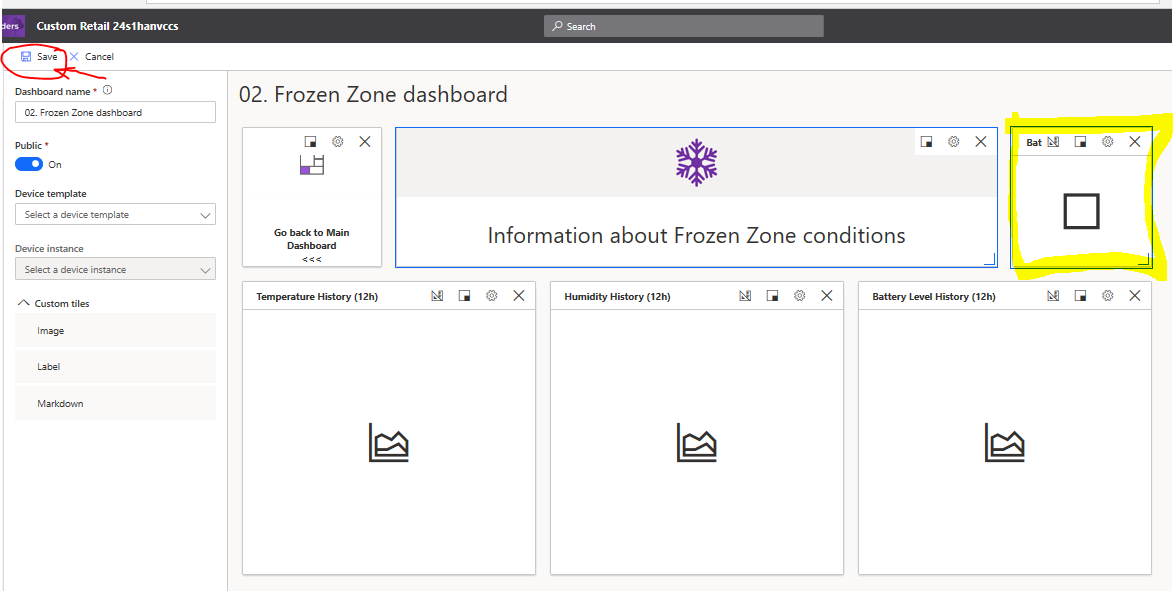 ders Custom Retail 24s1hanvccs Search
Save Cancel
Dashboard name *
02. Frozen Zone dashboard
Public *
On
Device template
Select a device template
Device instance
Select a device instance
Custom tiles
Image
Label
Markdown
02. Frozen Zone dashboard
Go back to Main
Dashboard
<<<
Information about Frozen Zone conditions
Bat
Temperature History (12h)
Humidity History (12h)
Battery Level History (12h)